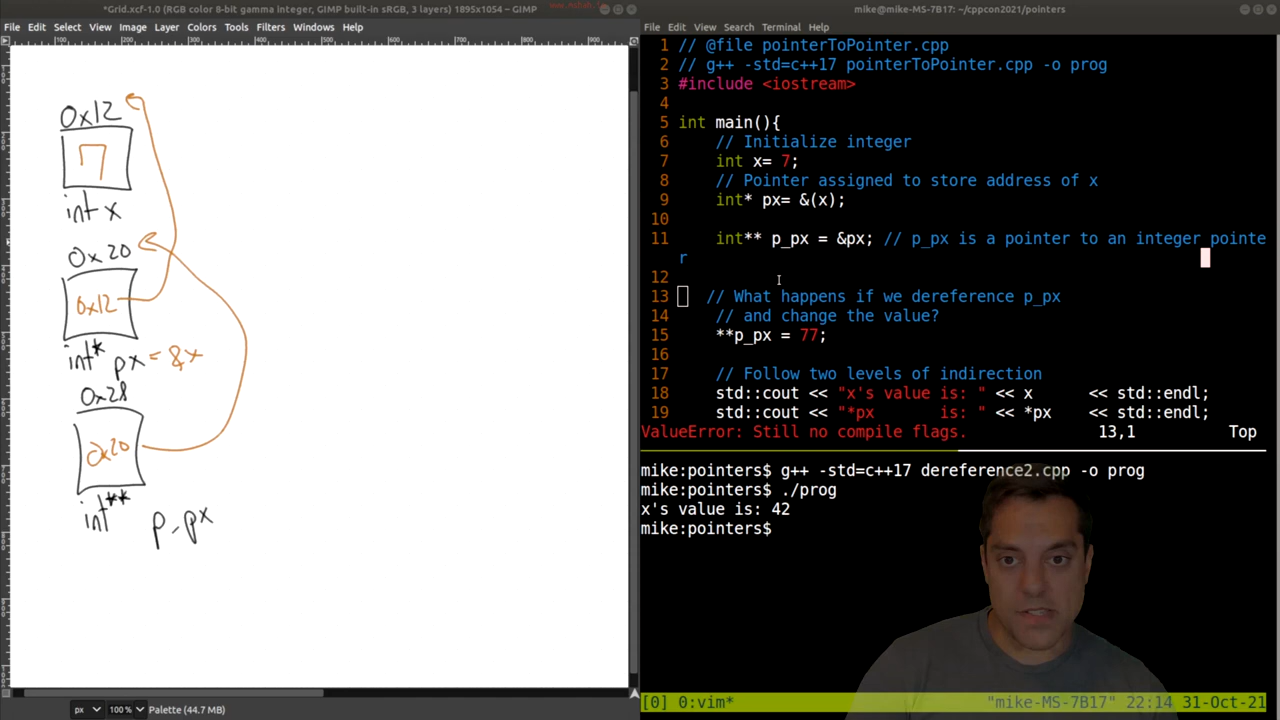 *Grid.xcf-1.0 (RGB color 8-bit gamma integer, GIMP built-in sRGB, 3 layers) 1895x1054 – GIMP
File Edit Select View Image Layer Colors Tools Filters Windows Help
100 200 300 400 500 600 700 800 900
0x12
7
int x
0x20
0x12
int* px = &x
0x28
0x20
int** p_px
px 100% Palette (44.7 MB)
mike@mike-MS-7B17: ~/cppcon2021/pointers
File Edit View Search Terminal Help
1 // @file pointerToPointer.cpp
2 // g++ -std=c++17 pointerToPointer.cpp -o prog
3 #include <iostream>
4
5 int main(){
6 // Initialize integer
7 int x= 7;
8 // Pointer assigned to store address of x
9 int* px= &(x);
10
11 int** p_px = &px; // p_px is a pointer to an integer pointe
r
12
13 // What happens if we dereference p_px
14 // and change the value?
15 **p_px = 77;
16
17 // Follow two levels of indirection
18 std::cout << "x's value is: " << x << std::endl;
19 std::cout << "*px is: " << *px << std::endl;
ValueError: Still no compile flags. 13,1 Top
mike:pointers$ g++ -std=c++17 dereference2.cpp -o prog
mike:pointers$ ./prog
x's value is: 42
mike:pointers$
[0] 0:vim* "mike-MS-7B17" 22:14 31-Oct-21